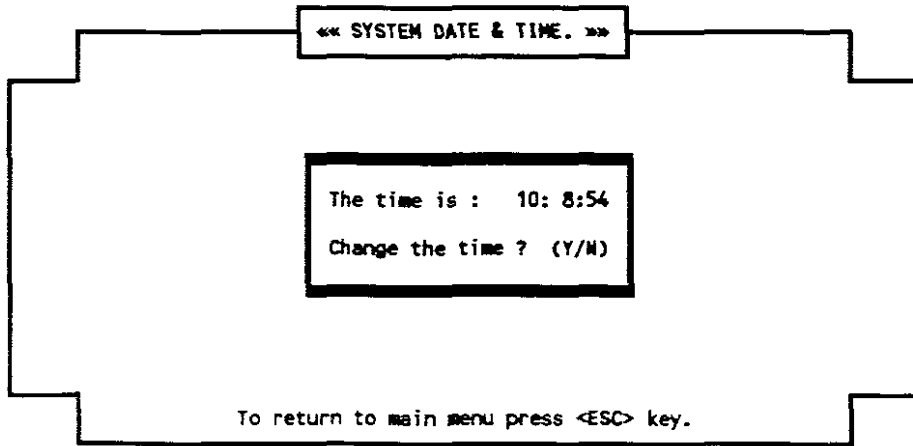 «« SYSTEM DATE & TIME. »»
The time is : 10: 8:54
Change the time ? (Y/N)
To return to main menu press <ESC> key.